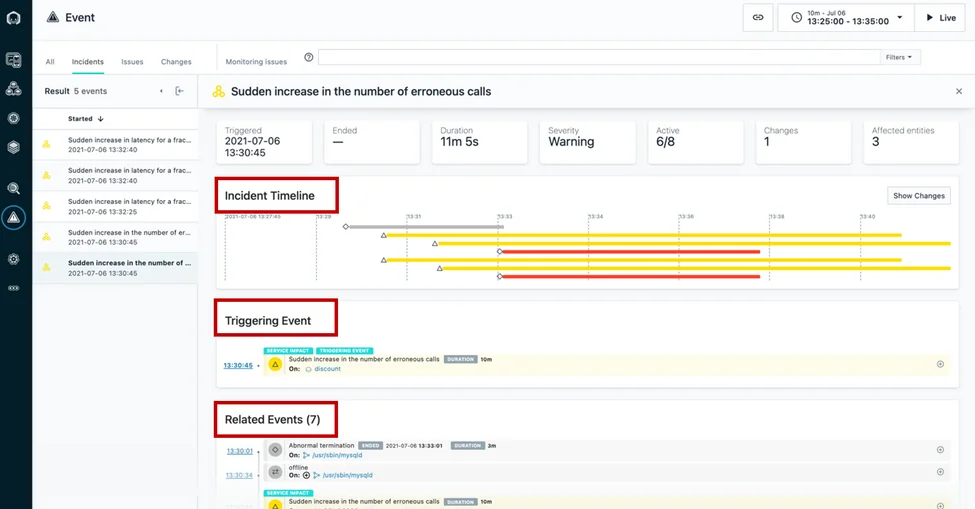 Event
10m - Jul 06
13:25:00 - 13:35:00
Live
All
Incidents
Issues
Changes
Monitoring issues
Filters
Result 5 events
Sudden increase in the number of erroneous calls
Started
Sudden increase in latency for a frac...
2021-07-06 13:32:40
Sudden increase in latency for a frac...
2021-07-06 13:32:40
Sudden increase in latency for a frac...
2021-07-06 13:32:25
Sudden increase in the number of er...
2021-07-06 13:30:45
Sudden increase in the number of ...
2021-07-06 13:30:45
Triggered
2021-07-06
13:30:45
Ended
—
Duration
11m 5s
Severity
Warning
Active
6/8
Changes
1
Affected entities
3
Incident Timeline
Show Changes
2021-07-06 13:27:45
13:29
13:31
13:33
13:34
13:36
13:38
13:40
Triggering Event
SERVICE IMPACT TRIGGERING EVENT
13:30:45
Sudden increase in the number of erroneous calls DURATION 10m
On: discount
Related Events (7)
13:30:01
Abnormal termination ENDED 2021-07-06 13:33:01 DURATION 3m
On: /usr/sbin/mysqld
13:30:34
offline
On: /usr/sbin/mysqld
SERVICE IMPACT
Sudden increase in the number of erroneous calls DURATION 10m